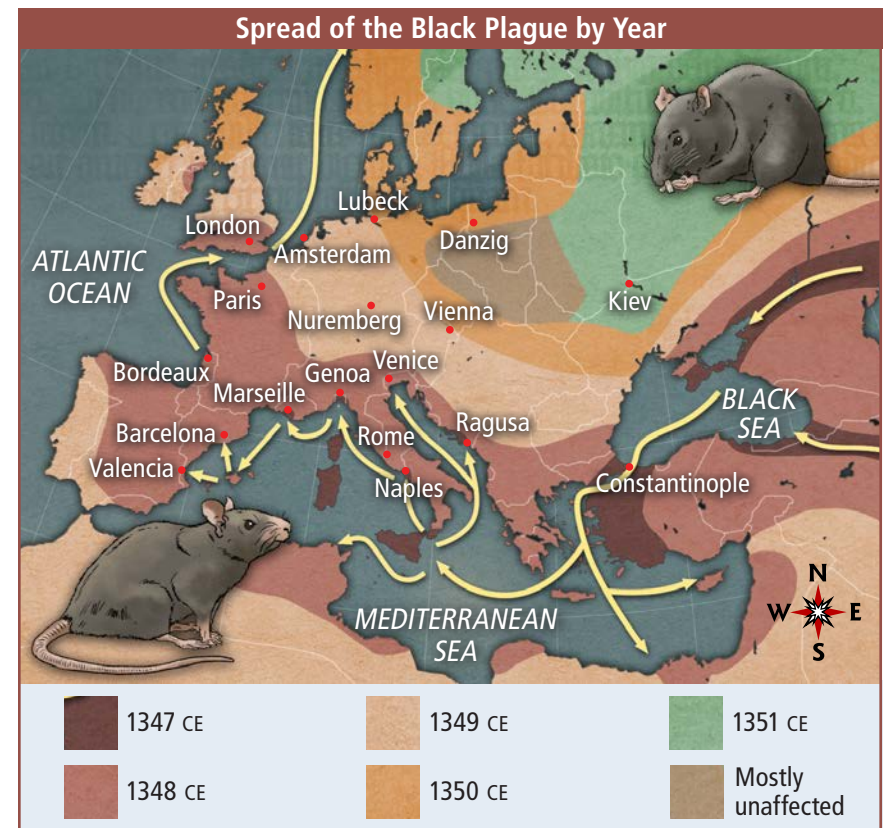 Spread of the Black Plague by Year
Lubeck
London
Amsterdam
Danzig
ATLANTIC
OCEAN
Paris
Kiev
Nuremberg
Vienna
Bordeaux
Genoa
Venice
Marseille
BLACK
SEA
Barcelona
Rome
Ragusa
Valencia
Naples
Constantinople
MEDITERRANEAN
SEA
N
W
E
S
1347 CE
1349 CE
1351 CE
1348 CE
1350 CE
Mostly
unaffected